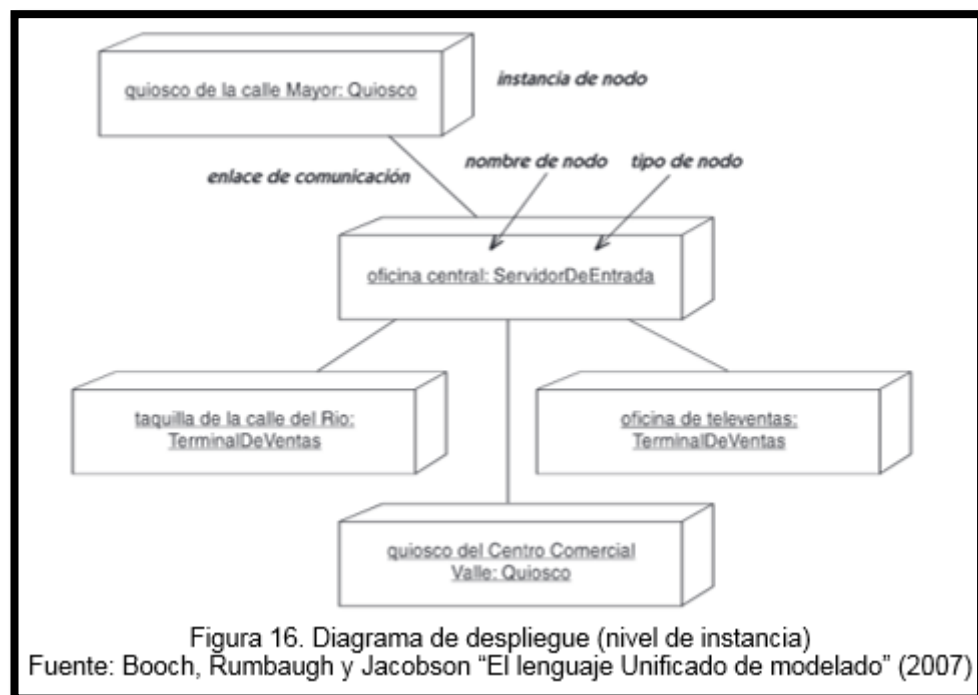 quiosco de la calle Mayor: Quiosco
instancia de nodo
enlace de comunicación
nombre de nodo
tipo de nodo
oficina central: ServidorDeEntrada
taquilla de la calle del Rio:
TerminalDeVentas
oficina de televentas:
TerminalDeVentas
quiosco del Centro Comercial
Valle: Quiosco
Figura 16. Diagrama de despliegue (nivel de instancia)
Fuente: Booch, Rumbaugh y Jacobson “El lenguaje Unificado de modelado” (2007)